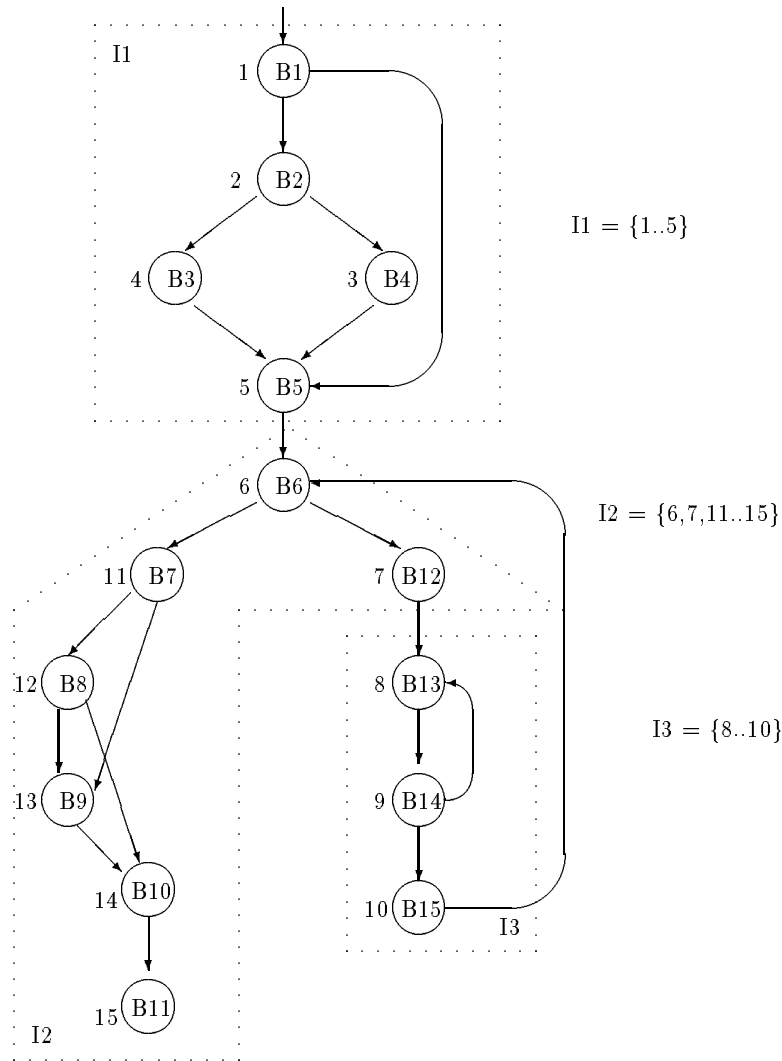 I1
1 B1
2 B2
I1 = {1..5}
4 B3
3 B4
5 B5
6 B6
I2 = {6,7,11..15}
11 B7
7 B12
12 B8
8 B13
I3 = {8..10}
13 B9
9 B14
14 B10
10 B15
I3
15 B11
I2